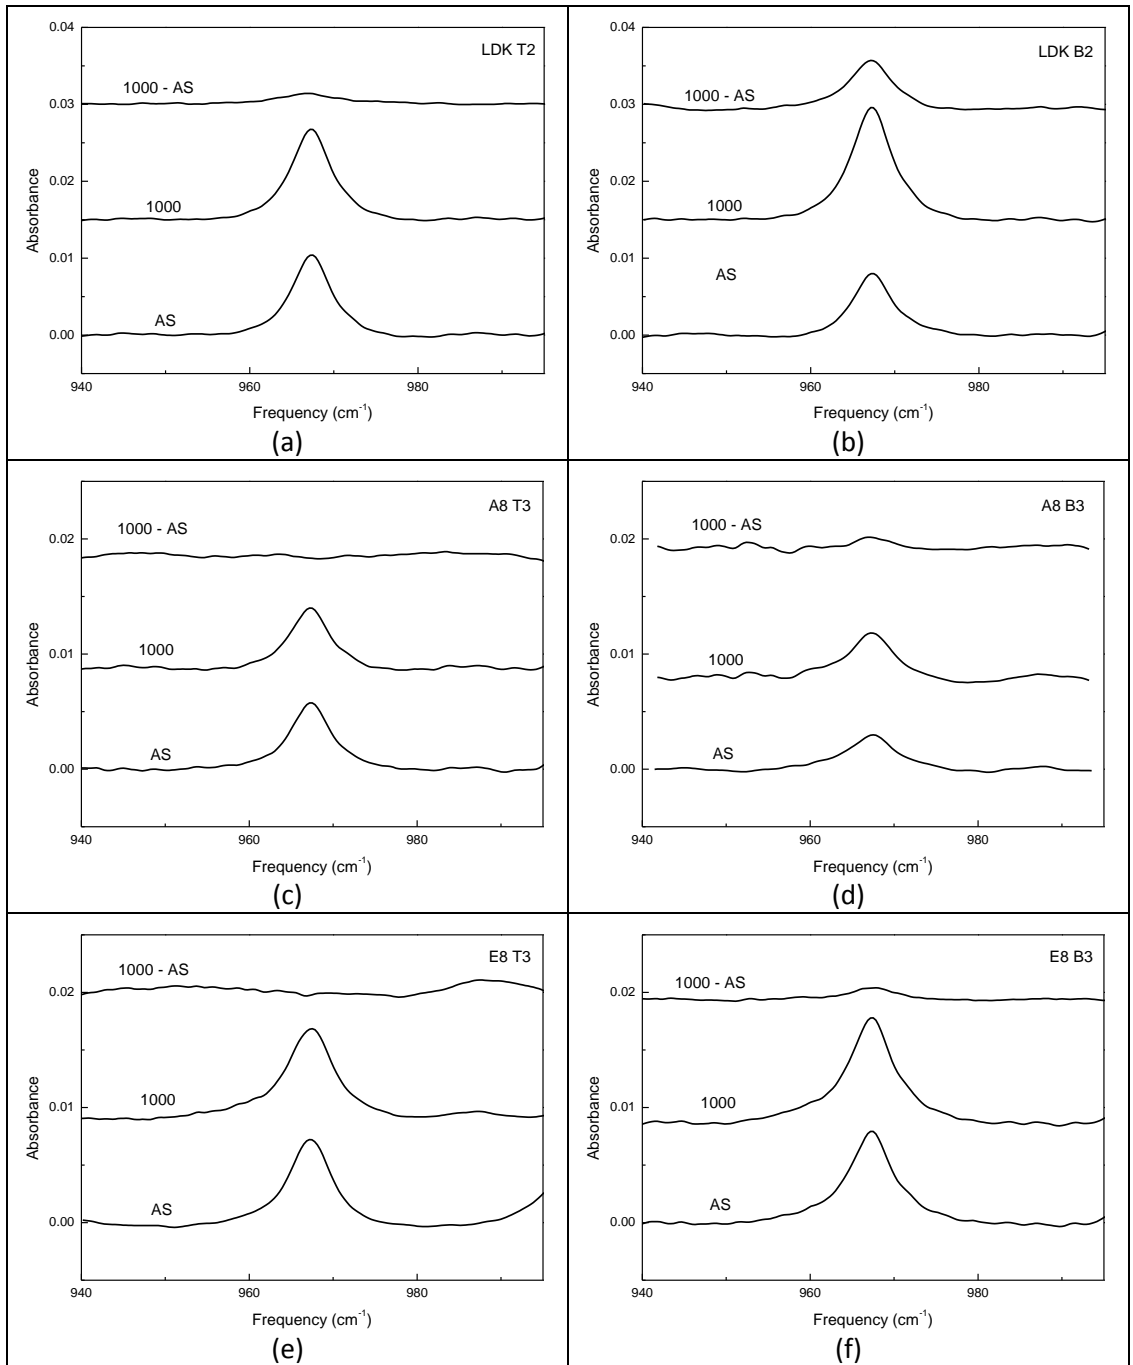 0.04
LDK T2
1000 - AS
0.03
0.02
1000
Absorbance
0.01
AS
0.00
940
960
980
Frequency (cm-1)
(a)
0.04
LDK B2
1000 - AS
0.03
0.02
1000
Absorbance
0.01
AS
0.00
940
960
980
Frequency (cm-1)
(b)
A8 T3
1000 - AS
0.02
1000
0.01
Absorbance
AS
0.00
940
960
980
Frequency (cm-1)
(c)
A8 B3
1000 - AS
0.02
1000
0.01
Absorbance
AS
0.00
940
960
980
Frequency (cm-1)
(d)
E8 T3
1000 - AS
0.02
1000
0.01
Absorbance
AS
0.00
940
960
980
Frequency (cm-1)
(e)
E8 B3
1000 - AS
0.02
1000
0.01
Absorbance
AS
0.00
940
960
980
Frequency (cm-1)
(f)